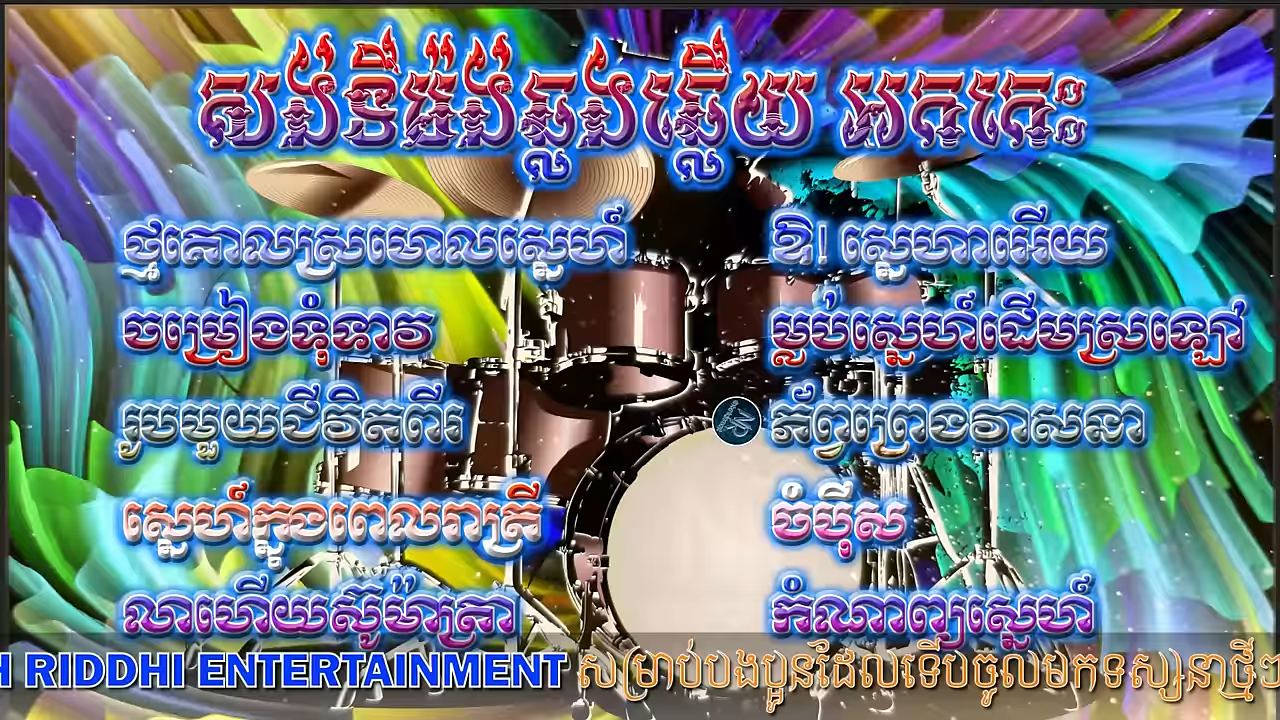 សង់ទីម៉ង់ឆ្លងឆ្លើយ អកកេះ
ថ្មគោលស្រហេលស្នេហ៍
ចម្រៀងទុំទាវ
រូបមួយជីវិតពីរ
ស្នេហ៍ក្នុងពេលរាត្រី
លាហើយស៊ូម៉ាត្រា
ឱ! ស្នេហាអើរើយ
ម្លប់ស្នេហ៍ដើមស្រឡៅ
ភ័ព្វព្រេងវាសនា
ចំប៉ីស
កំណាព្យស្នេហ៍
H RIDDHI ENTERTAINMENT សម្រាប់បងប្អូនដែលទើបចូលមកទស្សនាថ្មីៗ